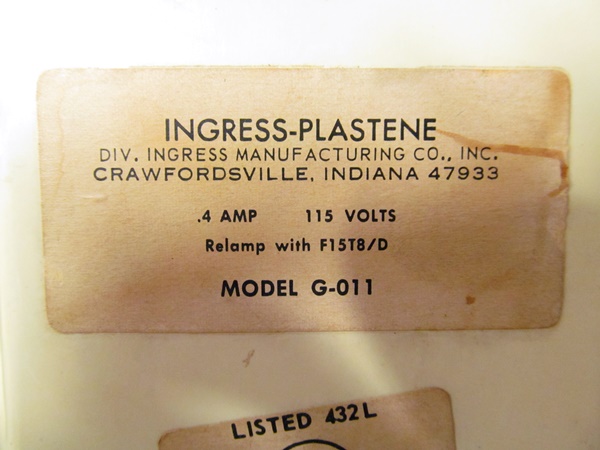 INGRESS-PLASTENE
DIV. INGRESS MANUFACTURING CO., INC.
CRAWFORDSVILLE, INDIANA 47933
.4 AMP 115 VOLTS
Relamp with F15T8/D
MODEL G-011
LISTED 432L